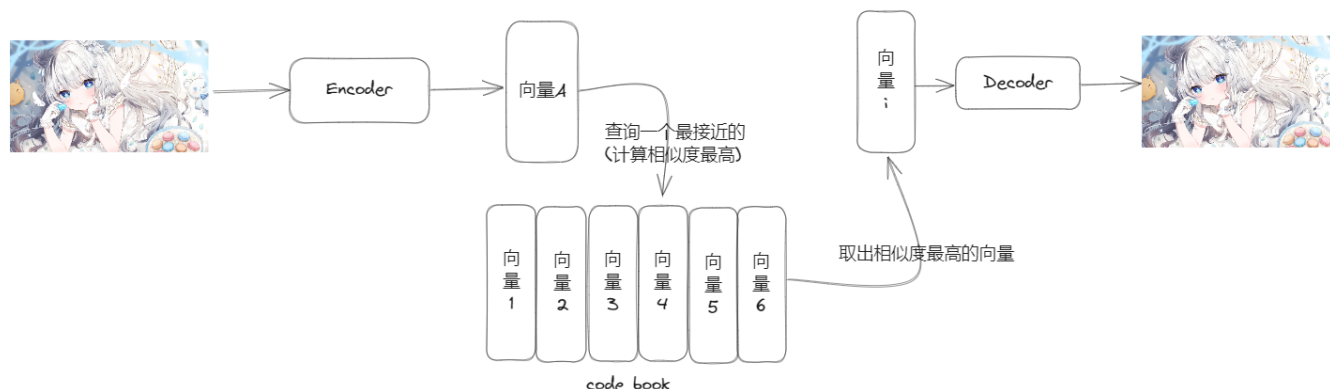 Encoder
向量A
查询一个最接近的
(计算相似度最高)
向
量
1
向
量
2
向
量
3
向
量
4
向
量
5
向
量
6
code book
取出相似度最高的向量
向
量
i
Decoder